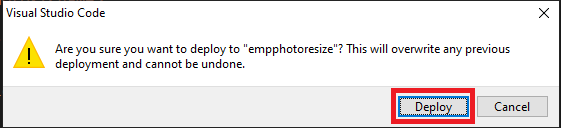 Visual Studio Code
Are you sure you want to deploy to "empphotoresize"? This will overwrite any previous
deployment and cannot be undone.
Deploy
Cancel